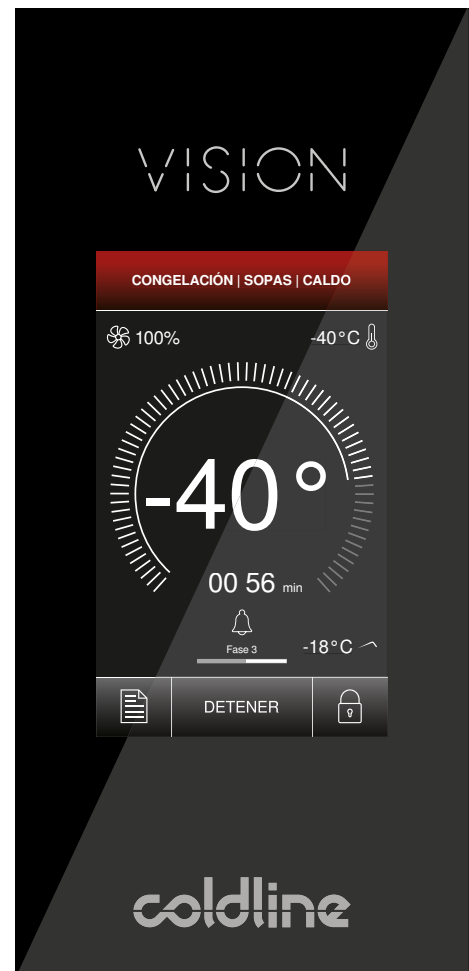 VISION
CONGELACIÓN | SOPAS | CALDO
100% -40°C
-40°
00 56 min
Fase 3
-18°C
DETENER
coldline